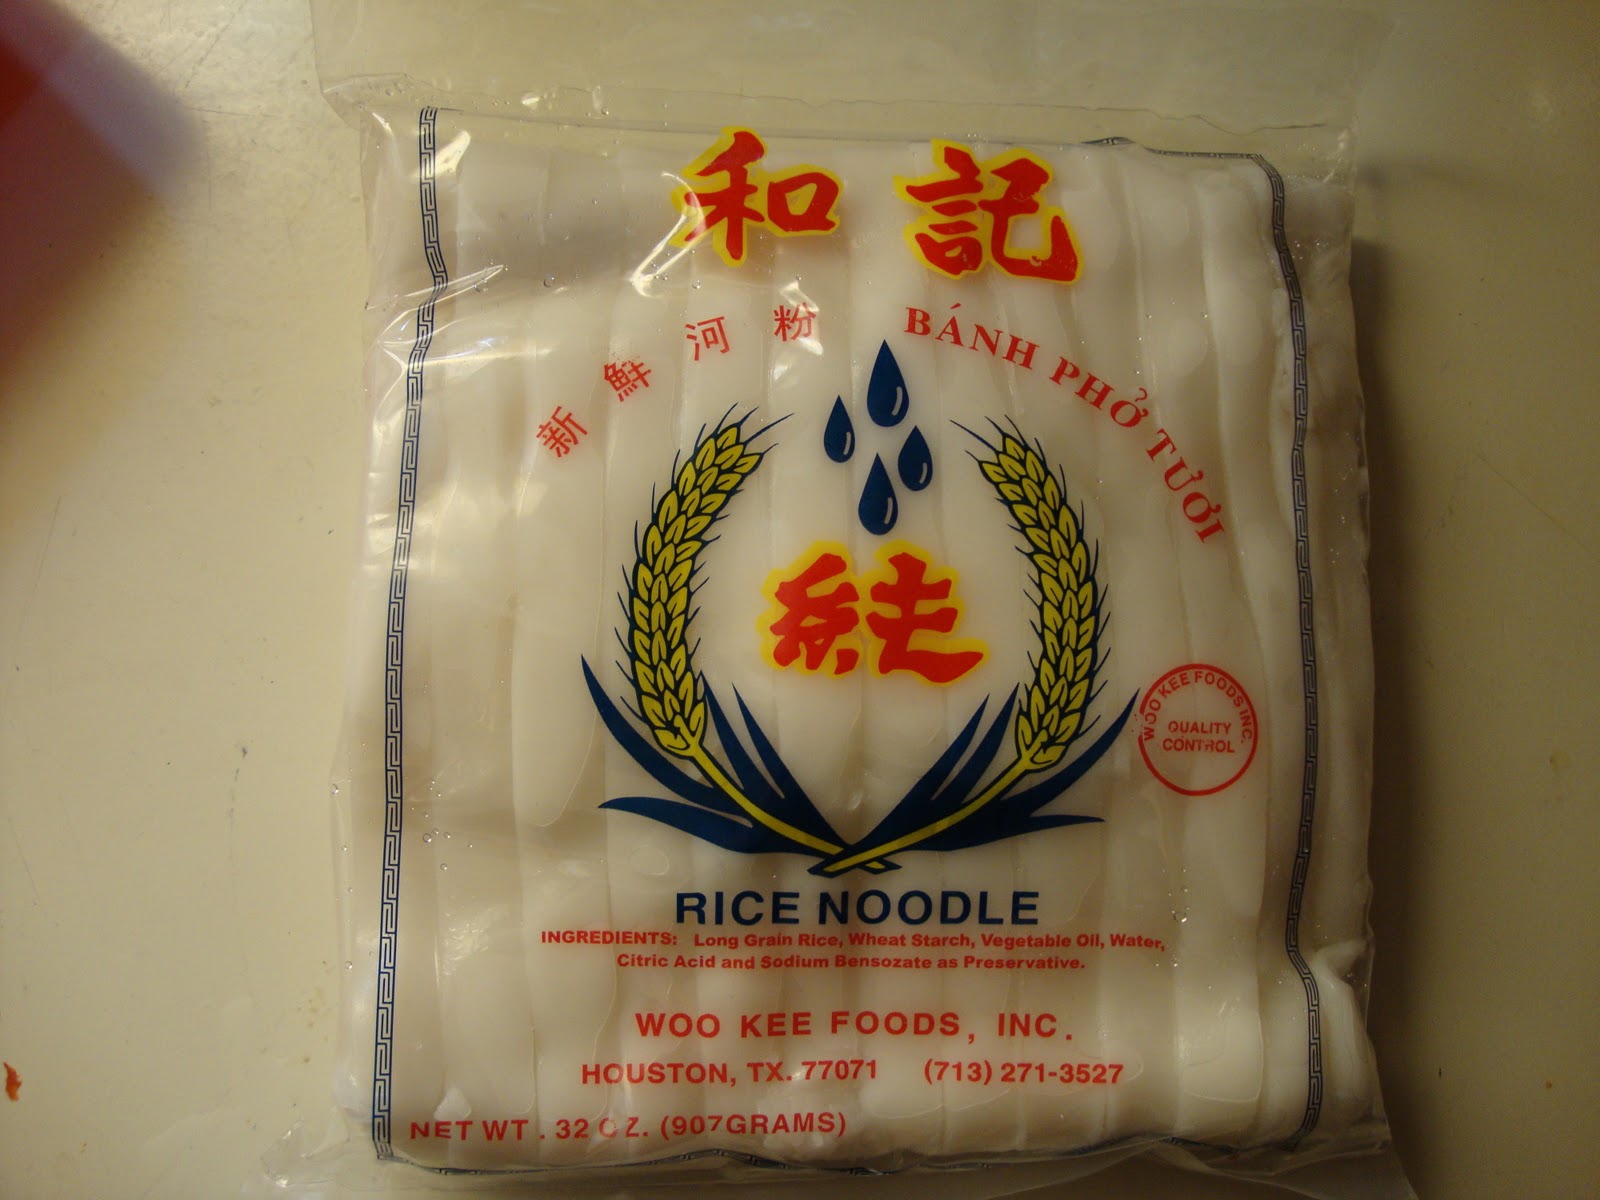 和記
新鮮河粉 BÁNH PHỞ TƯƠI
純
WOO KEE FOODS INC.
QUALITY
CONTROL
RICE NOODLE
INGREDIENTS: Long Grain Rice, Wheat Starch, Vegetable Oil, Water,
Citric Acid and Sodium Bensozate as Preservative.
WOO KEE FOODS, INC.
HOUSTON, TX. 77071 (713) 271-3527
NET WT. 32 OZ. (907GRAMS)